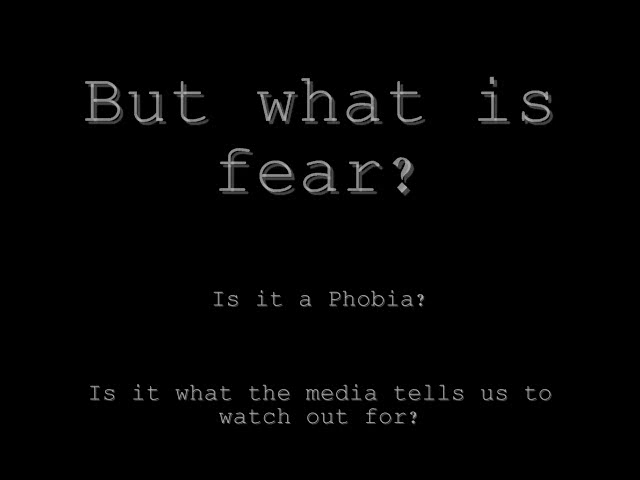 But what is
fear?
Is it a Phobia?
Is it what the media tells us to
watch out for?